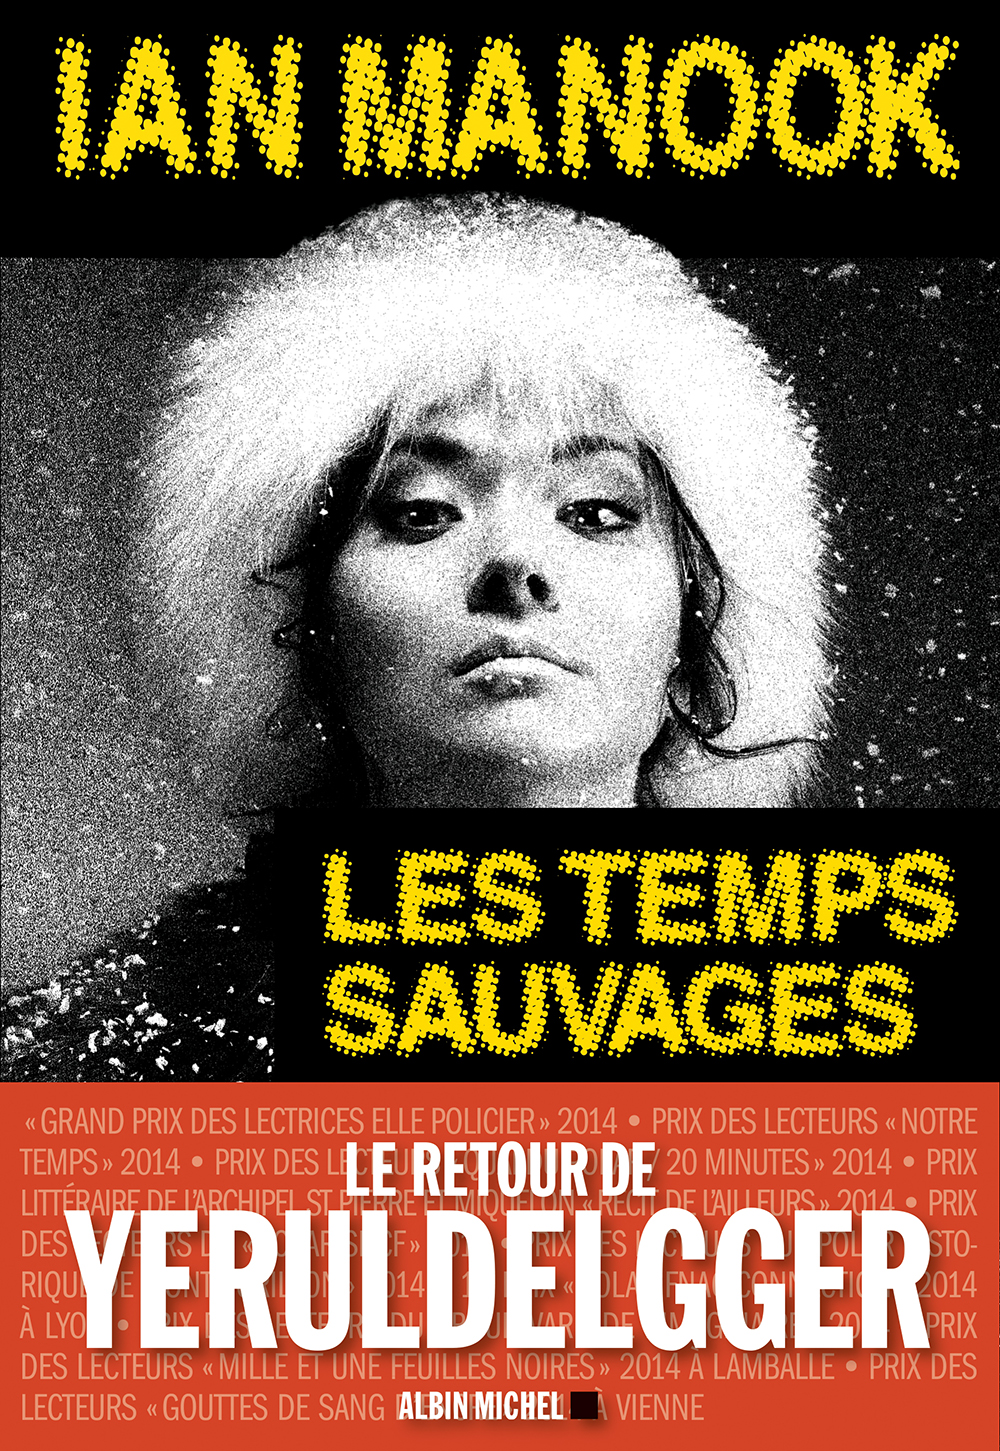 IAN MANOOK
LES TEMPS
SAUVAGES
« GRAND PRIX DES LECTRICES ELLE POLICIER » 2014 • PRIX DES LECTEURS « NOTRE
TEMPS » 2014 • PRIX DES 20 MINUTES » 2014 • PRIX
LE RETOUR DE
LITTÉRAIRE DE L'ARCHIPEL ST PIERRE ET MIQUELON « RÉCIT DE L'AILLEURS » 2014 • PRIX
DES
YERULDELGGER
2014
À PRIX
DES LECTEURS « MILLE ET UNE FEUILLES NOIRES » 2014 À LAMBALLE • PRIX DES
LECTEURS « GOUTTES DE SANG À VIENNE
ALBIN MICHEL